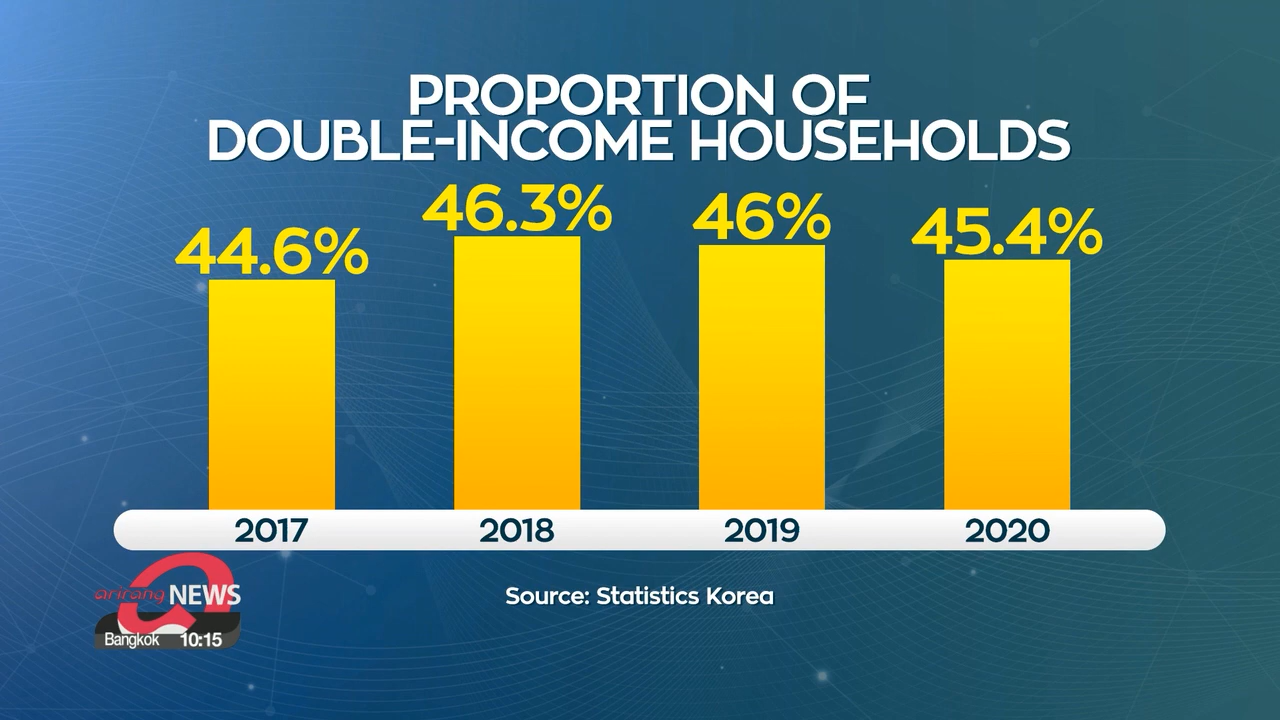 PROPORTION OF
DOUBLE-INCOME HOUSEHOLDS
44.6%
46.3%
46%
45.4%
2017
2018
2019
2020
Source: Statistics Korea
arirang NEWS
Bangkok 10:15